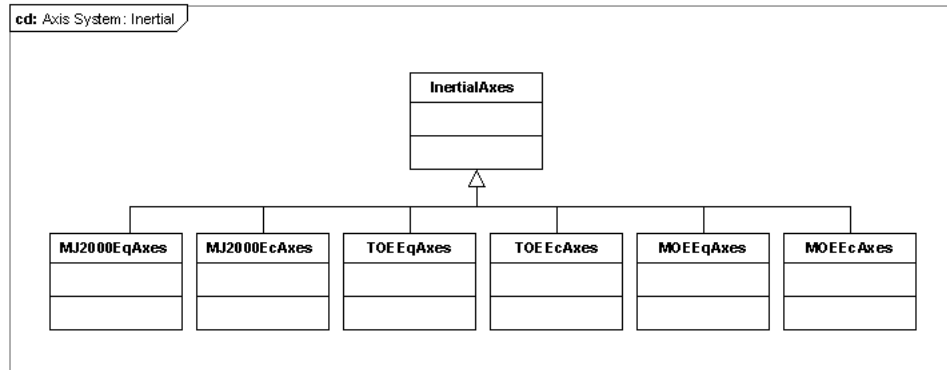 cd: Axis System: Inertial
InertialAxes
MJ2000EqAxes MJ2000EcAxes TOEEqAxes TOEEcAxes MOEEqAxes MOEEcAxes